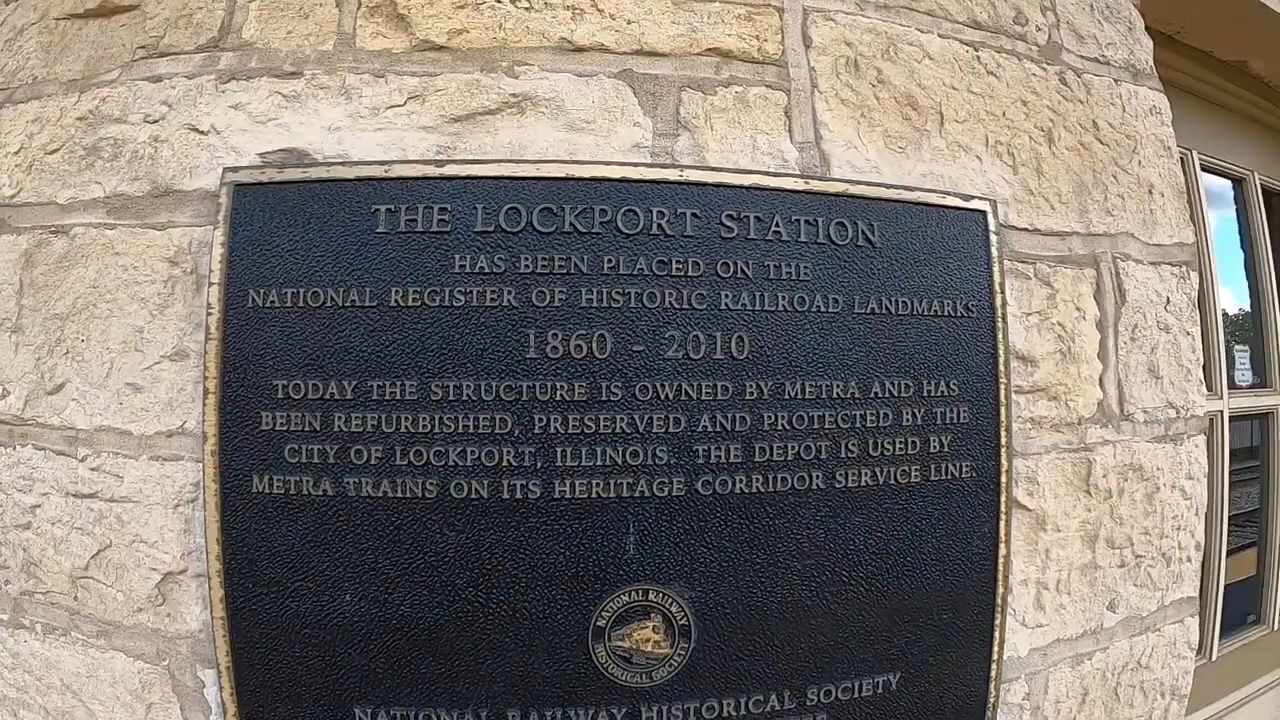 THE LOCKPORT STATION
HAS BEEN PLACED ON THE
NATIONAL REGISTER OF HISTORIC RAILROAD LANDMARKS
1860 - 2010
TODAY THE STRUCTURE IS OWNED BY METRA AND HAS
BEEN REFURBISHED, PRESERVED AND PROTECTED BY THE
CITY OF LOCKPORT, ILLINOIS. THE DEPOT IS USED BY
METRA TRAINS ON ITS HERITAGE CORRIDOR SERVICE LINE.
NATIONAL RAILWAY
HISTORICAL SOCIETY
NATIONAL RAILWAY HISTORICAL SOCIETY